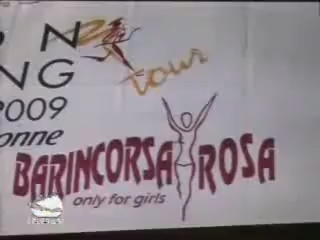 N
tour
NG
2009
onne
BARINCORSA ROSA
only for girls